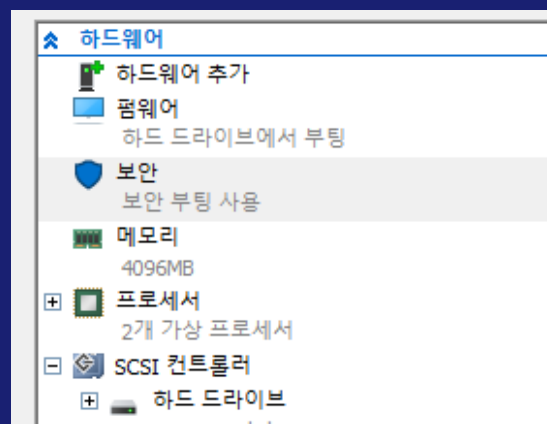 하드웨어
하드웨어 추가
펌웨어
하드 드라이브에서 부팅
보안
보안 부팅 사용
메모리
4096MB
프로세서
2개 가상 프로세서
SCSI 컨트롤러
하드 드라이브